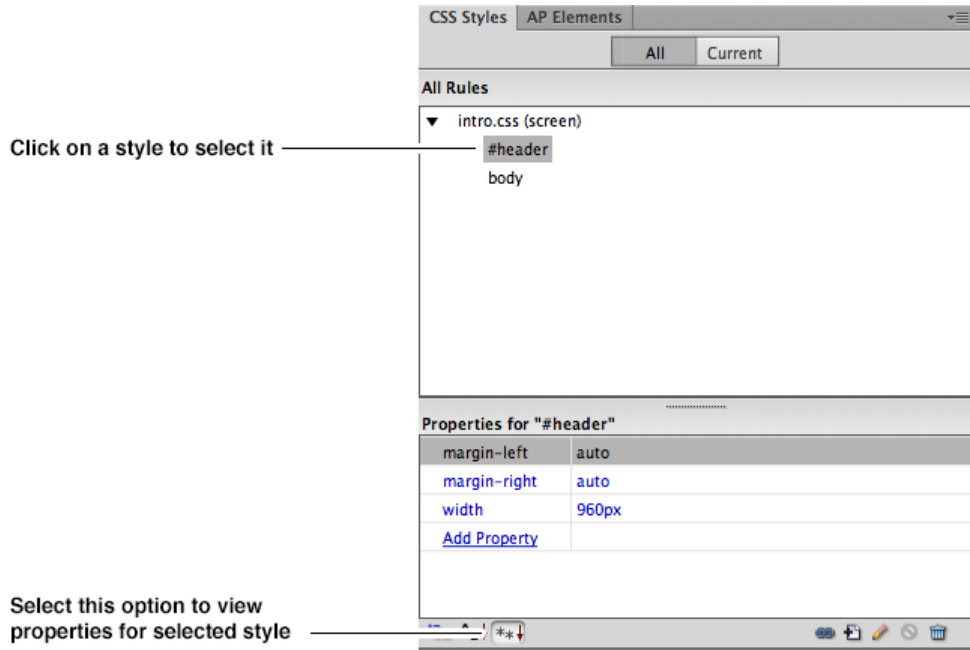 CSS Styles AP Elements
All Current
All Rules
intro.css (screen)
Click on a style to select it
#header
body
Properties for "#header"
margin-left auto
margin-right auto
width 960px
Add Property
Select this option to view
properties for selected style
**